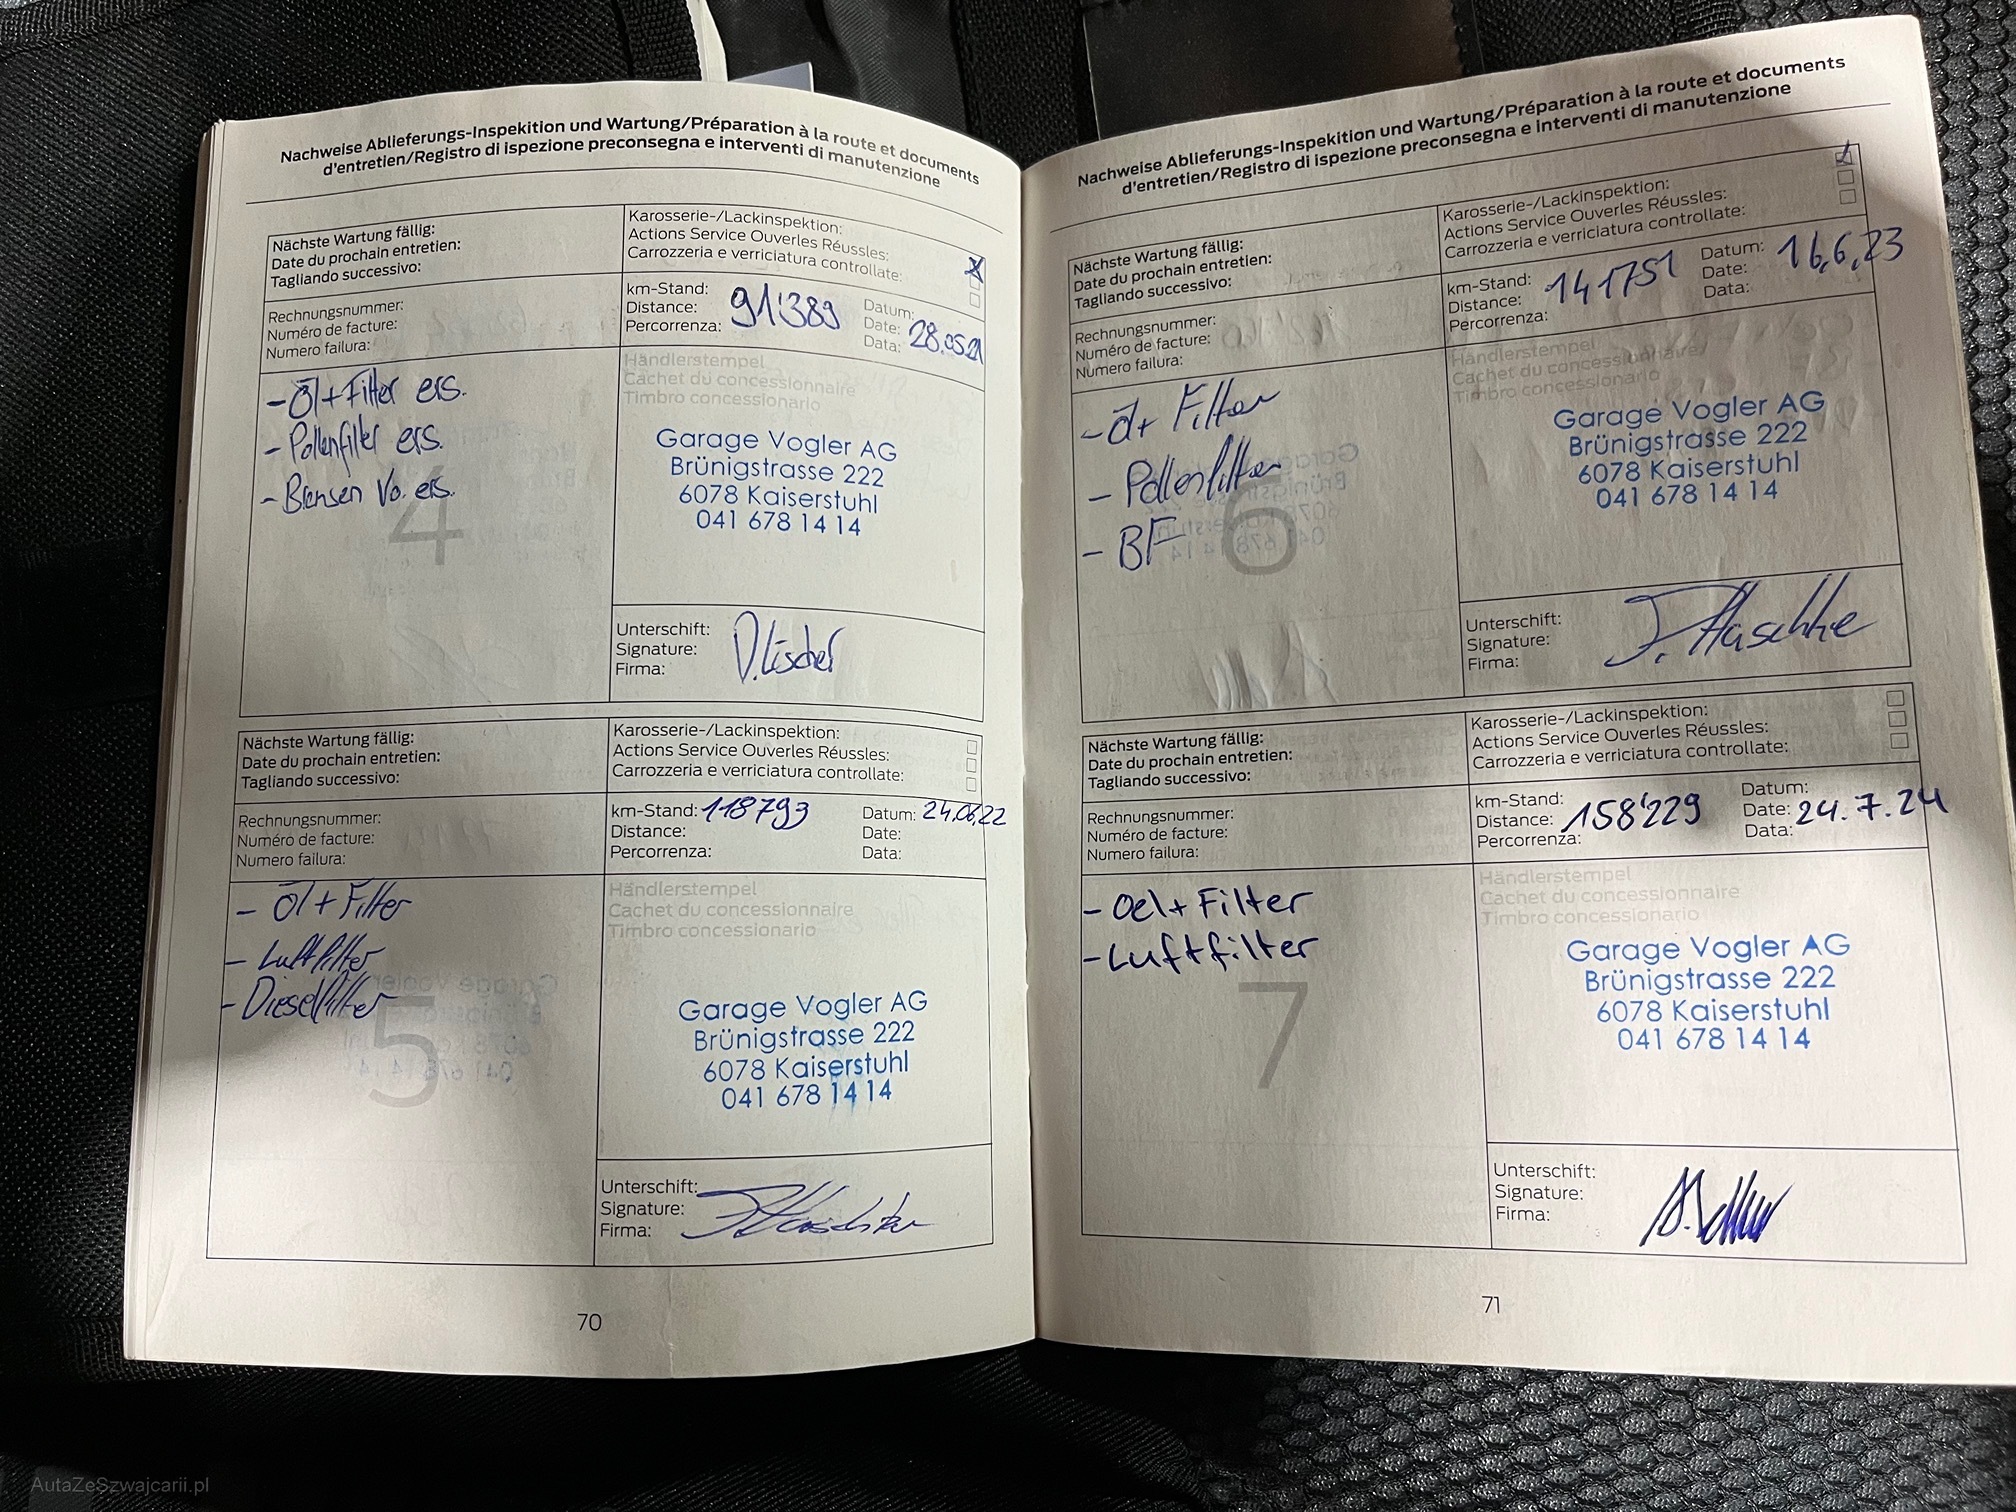 Nachweise Ablieferungs-Inspekition und Wartung/Préparation à la route et documents
d'entretien/Registro di ispezione preconsegna e interventi di manutenzione
Nächste Wartung fällig:
Date du prochain entretien:
Tagliando successivo:
Karosserie-/Lackinspektion:
Actions Service Ouverles Réussles:
Carrozzeria e verriciatura controllate:
X
Rechnungsnummer:
Numéro de facture:
Numero failura:
km-Stand:
Distance:
Percorrenza:
91'389
Datum:
Date:
Data:
28.05.21
- Öl + Filter ers.
- Pollenfilter ers.
- Bremsen Vo. ers.
4
Händlerstempel
Cachet du concessionnaire
Timbro concessionario
Garage Vogler AG
Brünigstrasse 222
6078 Kaiserstuhl
041 678 14 14
Unterschift:
Signature:
Firma:
Nächste Wartung fällig:
Date du prochain entretien:
Tagliando successivo:
Karosserie-/Lackinspektion:
Actions Service Ouverles Réussles:
Carrozzeria e verriciatura controllate:
Rechnungsnummer:
Numéro de facture:
Numero failura:
km-Stand: 118793
Distance:
Percorrenza:
Datum: 24.06.22
Date:
Data:
- Öl + Filter
- Luftfilter
- Dieselfilter
5
Händlerstempel
Cachet du concessionnaire
Timbro concessionario
Garage Vogler AG
Brünigstrasse 222
6078 Kaiserstuhl
041 678 14 14
Unterschift:
Signature:
Firma:
70
Nachweise Ablieferungs-Inspekition und Wartung/Préparation à la route et documents
d'entretien/Registro di ispezione preconsegna e interventi di manutenzione
Nächste Wartung fällig:
Date du prochain entretien:
Tagliando successivo:
Karosserie-/Lackinspektion:
Actions Service Ouverles Réussles:
Carrozzeria e verriciatura controllate:
Rechnungsnummer:
Numéro de facture:
Numero failura:
km-Stand:
Distance:
Percorrenza:
141751
Datum:
Date:
Data:
16.6.23
- Öl + Filter
- Pollenfilter
- BF
6
Händlerstempel
Cachet du concessionnaire
Timbro concessionario
Garage Vogler AG
Brünigstrasse 222
6078 Kaiserstuhl
041 678 14 14
Unterschift:
Signature:
Firma:
Nächste Wartung fällig:
Date du prochain entretien:
Tagliando successivo:
Karosserie-/Lackinspektion:
Actions Service Ouverles Réussles:
Carrozzeria e verriciatura controllate:
Rechnungsnummer:
Numéro de facture:
Numero failura:
km-Stand:
Distance: 158'229
Percorrenza:
Datum:
Date: 24.7.24
Data:
- Oel + Filter
- Luftfilter
7
Händlerstempel
Cachet du concessionnaire
Timbro concessionario
Garage Vogler AG
Brünigstrasse 222
6078 Kaiserstuhl
041 678 14 14
Unterschift:
Signature:
Firma:
71
AutaZeSzwajcarii.pl